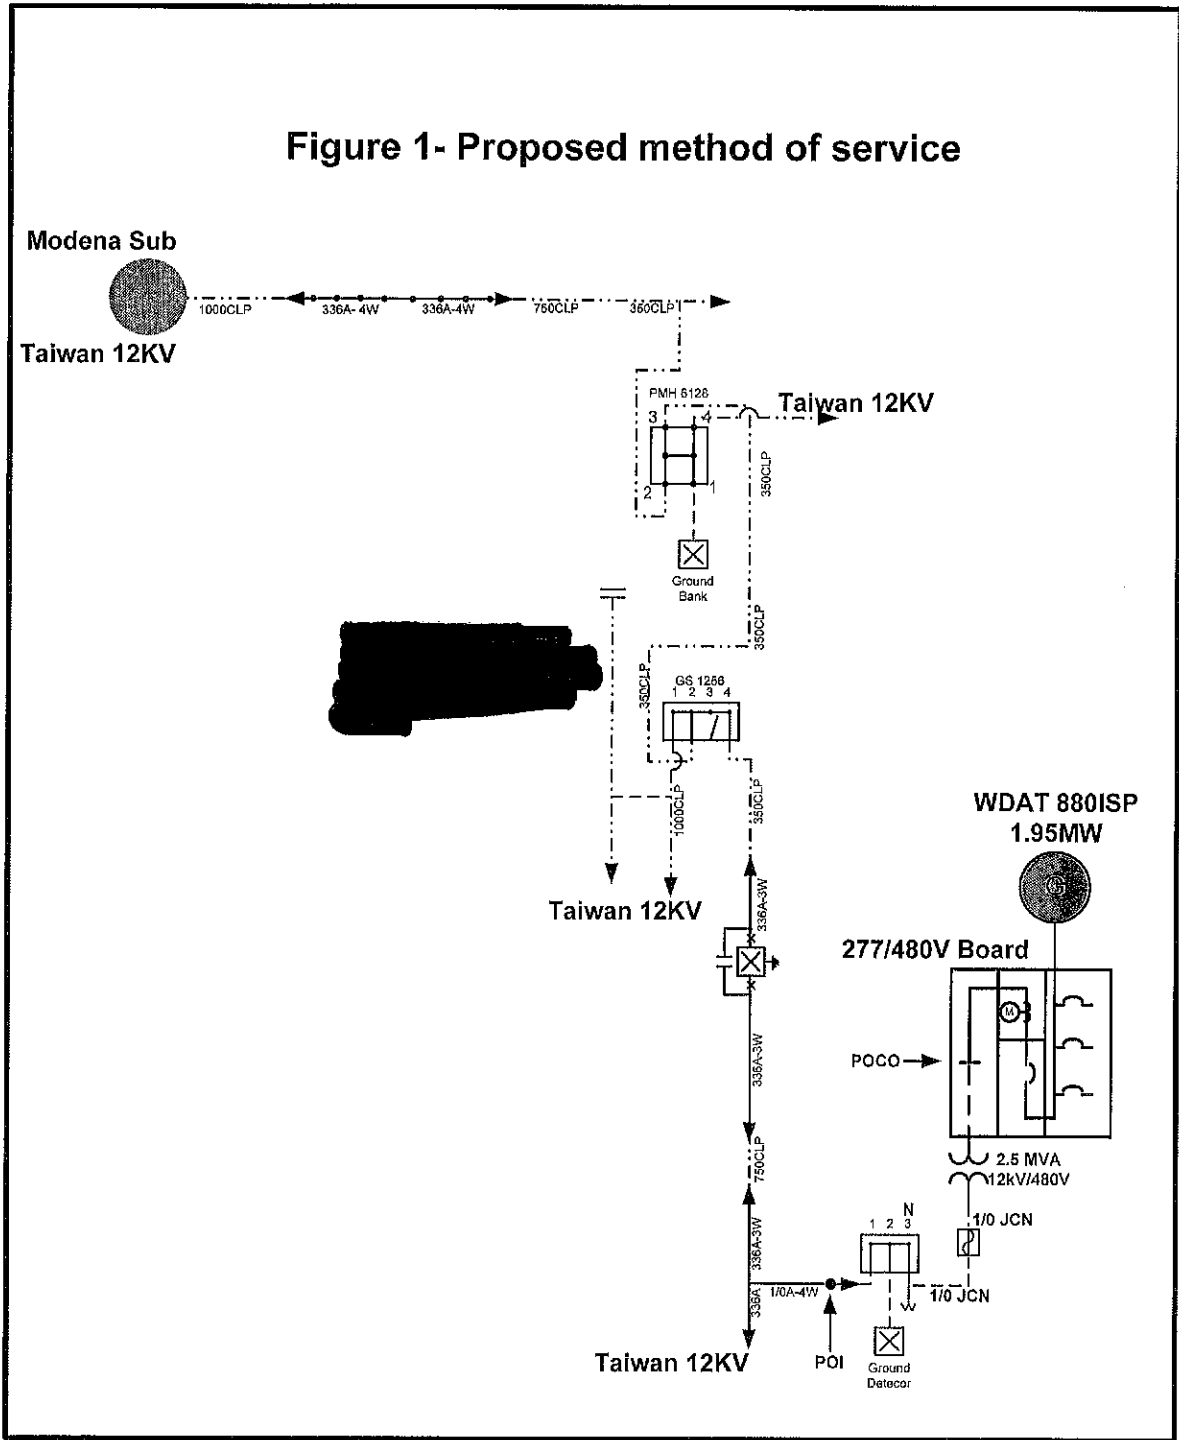 Figure 1- Proposed method of service
Modena Sub
1000CLP
336A- 4W
336A-4W
750CLP
350CLP
Taiwan 12KV
PMH 6128
3
4
Taiwan 12KV
2
1
350CLP
Ground
Bank
350CLP
350CLP
GS 1256
1 2 3 4
1000CLP
350CLP
Taiwan 12KV
336A-3W
WDAT 880ISP
1.95MW
G
277/480V Board
M
POCO
336A-3W
750CLP
2.5 MVA
12kV/480V
1/0 JCN
N
1 2 3
336A-3W
336A
1/0A-4W
1/0 JCN
Taiwan 12KV
POI
Ground
Detecor